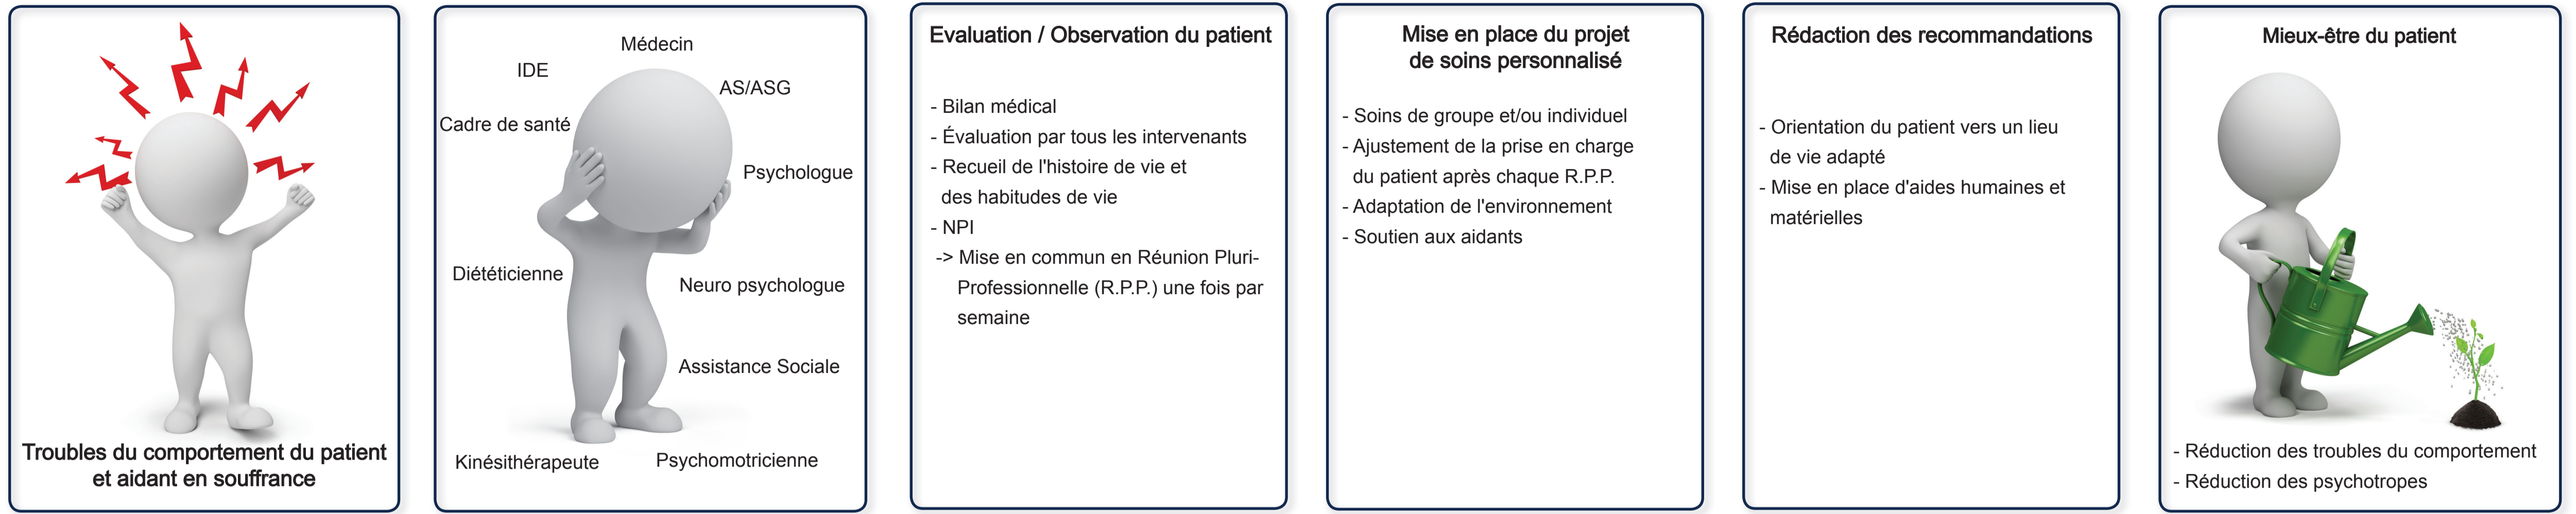 Troubles du comportement du patient
et aidant en souffrance
Médecin
IDE
AS/ASG
Cadre de santé
Psychologue
Diététicienne
Neuro psychologue
Assistance Sociale
Kinésithérapeute
Psychomotricienne
Evaluation / Observation du patient
- Bilan médical
- Évaluation par tous les intervenants
- Recueil de l'histoire de vie et
des habitudes de vie
- NPI
-> Mise en commun en Réunion Pluri-
Professionnelle (R.P.P.) une fois par
semaine
Mise en place du projet
de soins personnalisé
- Soins de groupe et/ou individuel
- Ajustement de la prise en charge
du patient après chaque R.P.P.
- Adaptation de l'environnement
- Soutien aux aidants
Rédaction des recommandations
- Orientation du patient vers un lieu
de vie adapté
- Mise en place d'aides humaines et
matérielles
Mieux-être du patient
- Réduction des troubles du comportement
- Réduction des psychotropes